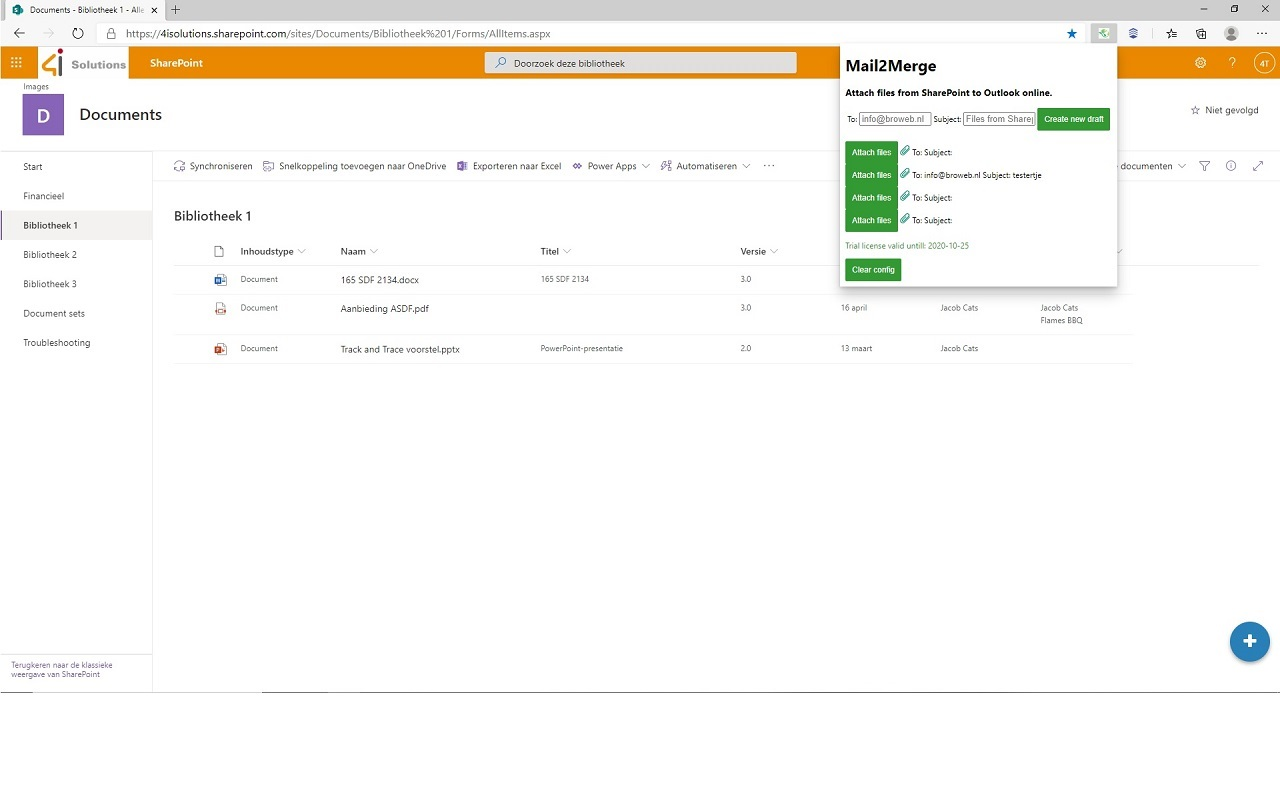 Documents - Bibliotheek 1 - Alle
https://4isolutions.sharepoint.com/sites/Documents/Bibliotheek%201/Forms/AllItems.aspx
4i Solutions
SharePoint
Doorzoek deze bibliotheek
4T
Images
D
Documents
Niet gevolgd
Mail2Merge
Attach files from SharePoint to Outlook online.
To: info@broweb.nl Subject: Files from Sharep Create new draft
Attach files To: Subject:
Attach files To: info@broweb.nl Subject: testertje
Attach files To: Subject:
Attach files To: Subject:
Trial license valid untill: 2020-10-25
Clear config
Start
Financieel
Bibliotheek 1
Bibliotheek 2
Bibliotheek 3
Document sets
Troubleshooting
Synchroniseren Snelkoppeling toevoegen naar OneDrive Exporteren naar Excel Power Apps Automatiseren ··· documenten
Bibliotheek 1
Inhoudstype Naam Titel Versie
Document 165 SDF 2134.docx 165 SDF 2134 3.0
Document Aanbieding ASDF.pdf 3.0 16 april Jacob Cats Jacob Cats
Flames BBQ
Document Track and Trace voorstel.pptx PowerPoint-presentatie 2.0 13 maart Jacob Cats
Terugkeren naar de klassieke
weergave van SharePoint